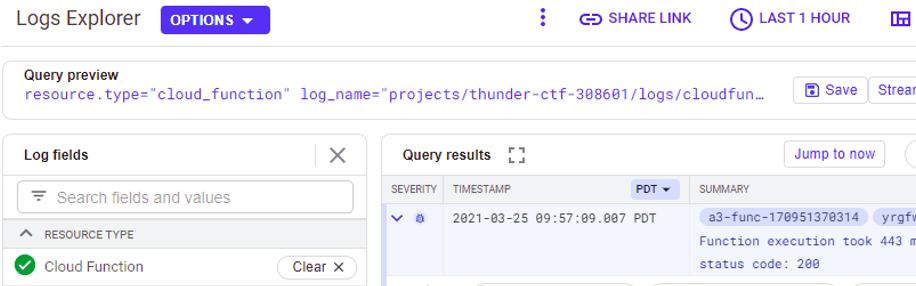 Logs Explorer OPTIONS SHARE LINK LAST 1 HOUR
Query preview
resource.type="cloud_function" log_name="projects/thunder-ctf-308601/logs/cloudfun… Save Strear
Log fields
Search fields and values
RESOURCE TYPE
Cloud Function Clear
Query results Jump to now
SEVERITY TIMESTAMP PDT SUMMARY
2021-03-25 09:57:09.007 PDT a3-func-170951370314 yrgfw
Function execution took 443 m
status code: 200